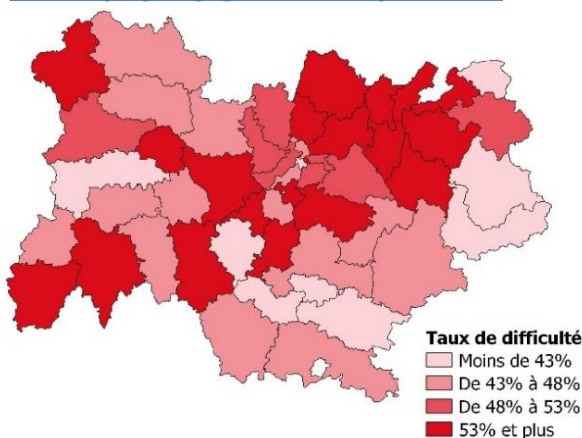 Taux de difficulté
Moins de 43%
De 43% à 48%
De 48% à 53%
53% et plus